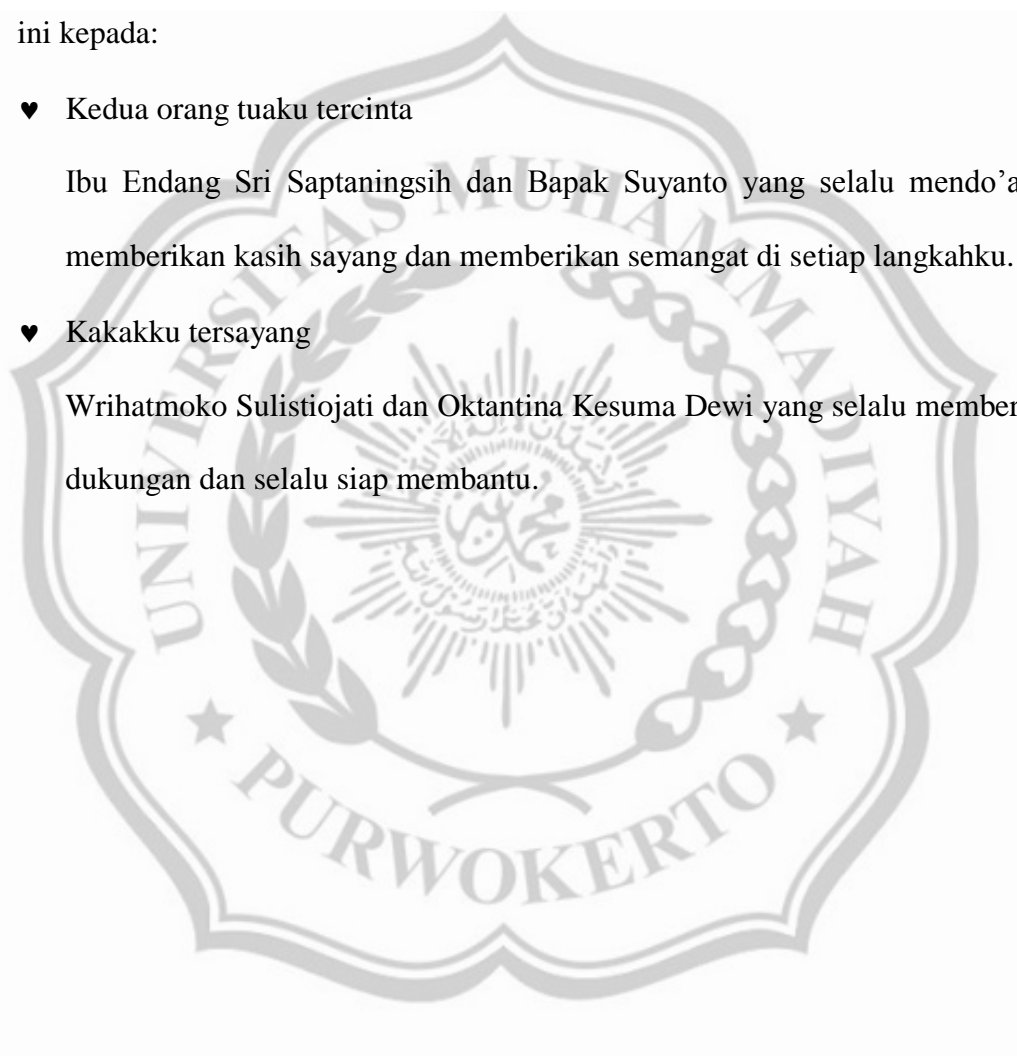 ini kepada:
♥ Kedua orang tuaku tercinta
Ibu Endang Sri Saptaningsih dan Bapak Suyanto yang selalu mendo’a
memberikan kasih sayang dan memberikan semangat di setiap langkahku.
♥ Kakakku tersayang
Wrihatmoko Sulistiojati dan Oktantina Kesuma Dewi yang selalu member
dukungan dan selalu siap membantu.
UNIVERSITAS MUHAMMADIYAH
PURWOKERTO